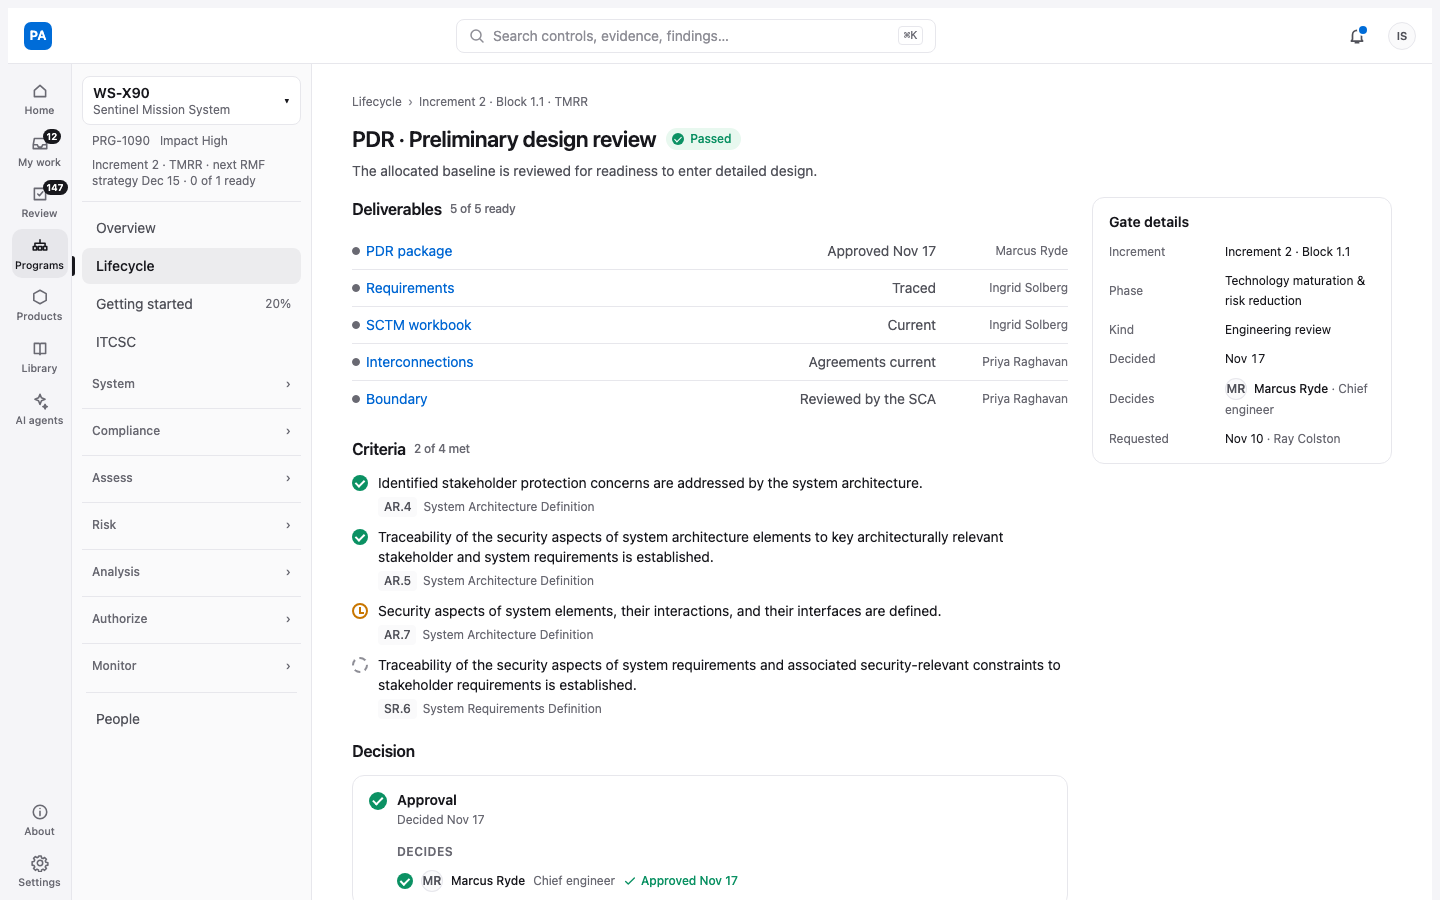 PA
Search controls, evidence, findings...
⌘K
IS
Home
12
My work
147
Review
Programs
Products
Library
AI agents
About
Settings
WS-X90
Sentinel Mission System
PRG-1090 Impact High
Increment 2 · TMRR · next RMF
strategy Dec 15 · 0 of 1 ready
Overview
Lifecycle
Getting started 20%
ITCSC
System
Compliance
Assess
Risk
Analysis
Authorize
Monitor
People
Lifecycle › Increment 2 · Block 1.1 · TMRR
PDR · Preliminary design review Passed
The allocated baseline is reviewed for readiness to enter detailed design.
Deliverables 5 of 5 ready
PDR package Approved Nov 17 Marcus Ryde
Requirements Traced Ingrid Solberg
SCTM workbook Current Ingrid Solberg
Interconnections Agreements current Priya Raghavan
Boundary Reviewed by the SCA Priya Raghavan
Criteria 2 of 4 met
Identified stakeholder protection concerns are addressed by the system architecture.
AR.4 System Architecture Definition
Traceability of the security aspects of system architecture elements to key architecturally relevant
stakeholder and system requirements is established.
AR.5 System Architecture Definition
Security aspects of system elements, their interactions, and their interfaces are defined.
AR.7 System Architecture Definition
Traceability of the security aspects of system requirements and associated security-relevant constraints to
stakeholder requirements is established.
SR.6 System Requirements Definition
Decision
Approval
Decided Nov 17
DECIDES
MR Marcus Ryde Chief engineer Approved Nov 17
Gate details
Increment Increment 2 · Block 1.1
Phase Technology maturation &
risk reduction
Kind Engineering review
Decided Nov 17
Decides MR Marcus Ryde · Chief
engineer
Requested Nov 10 · Ray Colston